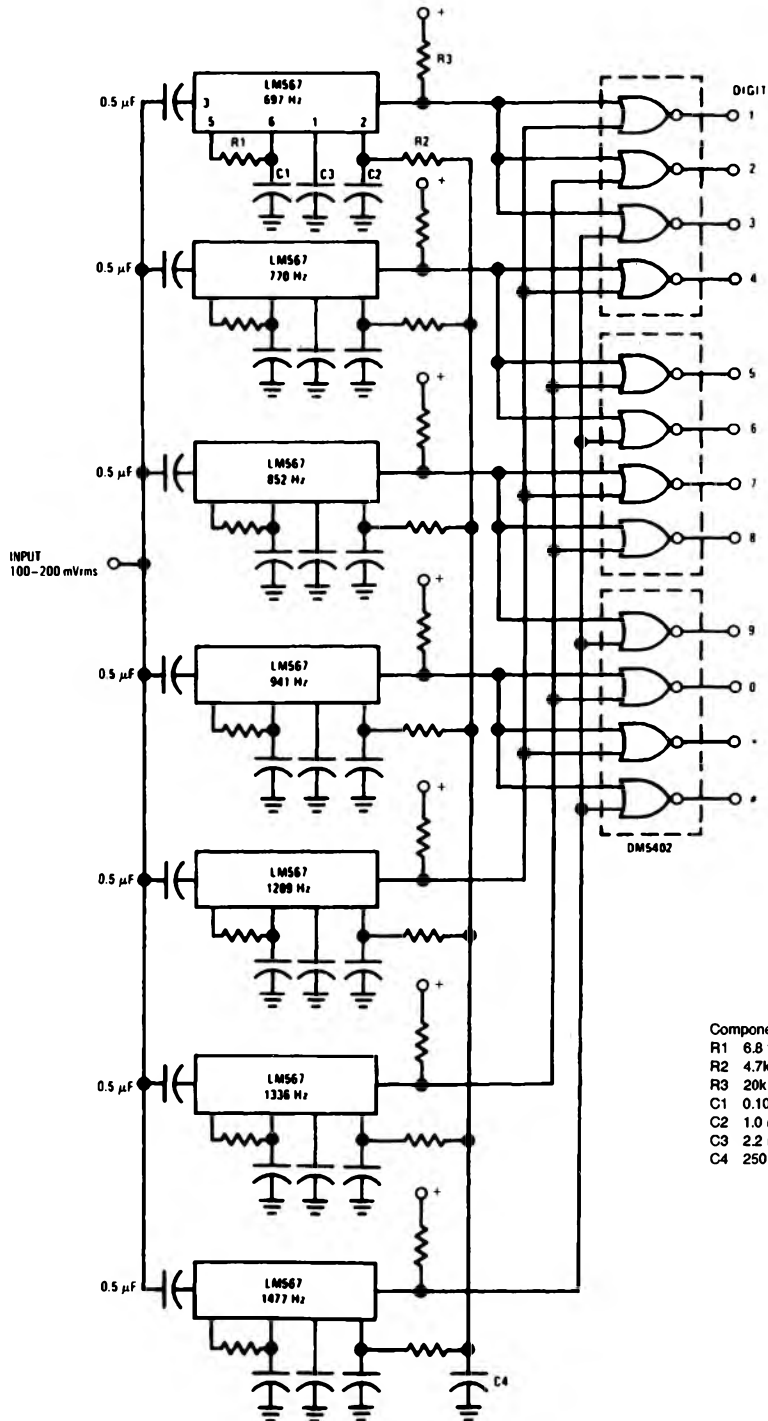 +
R3
DIGIT
0.5 µF
3
LM567
697 Hz
5
6
1
2
R1
R2
C1
C3
C2
1
2
3
4
+
0.5 µF
LM567
770 Hz
+
5
6
7
8
0.5 µF
LM567
852 Hz
INPUT
100–200 mVrms
+
9
0
#
DM5402
0.5 µF
LM567
941 Hz
+
0.5 µF
LM567
1209 Hz
+
0.5 µF
LM567
1336 Hz
Compone
R1 6.8
R2 4.7k
R3 20k
C1 0.10
C2 1.0
C3 2.2
C4 250
+
0.5 µF
LM567
1477 Hz
C4